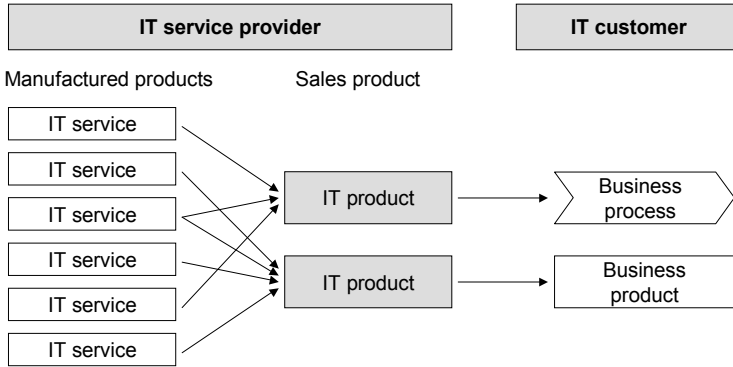 IT service provider
IT customer
Manufactured products
Sales product
IT service
IT service
IT service
IT service
IT service
IT service
IT product
IT product
Business
process
Business
product